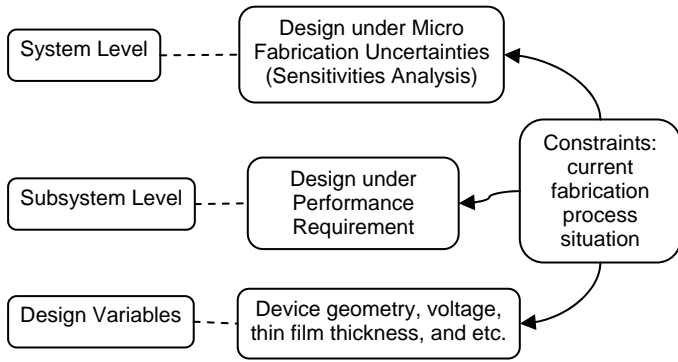 System Level
Design under Micro
Fabrication Uncertainties
(Sensitivities Analysis)
Constraints:
current
fabrication
process
situation
Subsystem Level
Design under
Performance
Requirement
Design Variables
Device geometry, voltage,
thin film thickness, and etc.